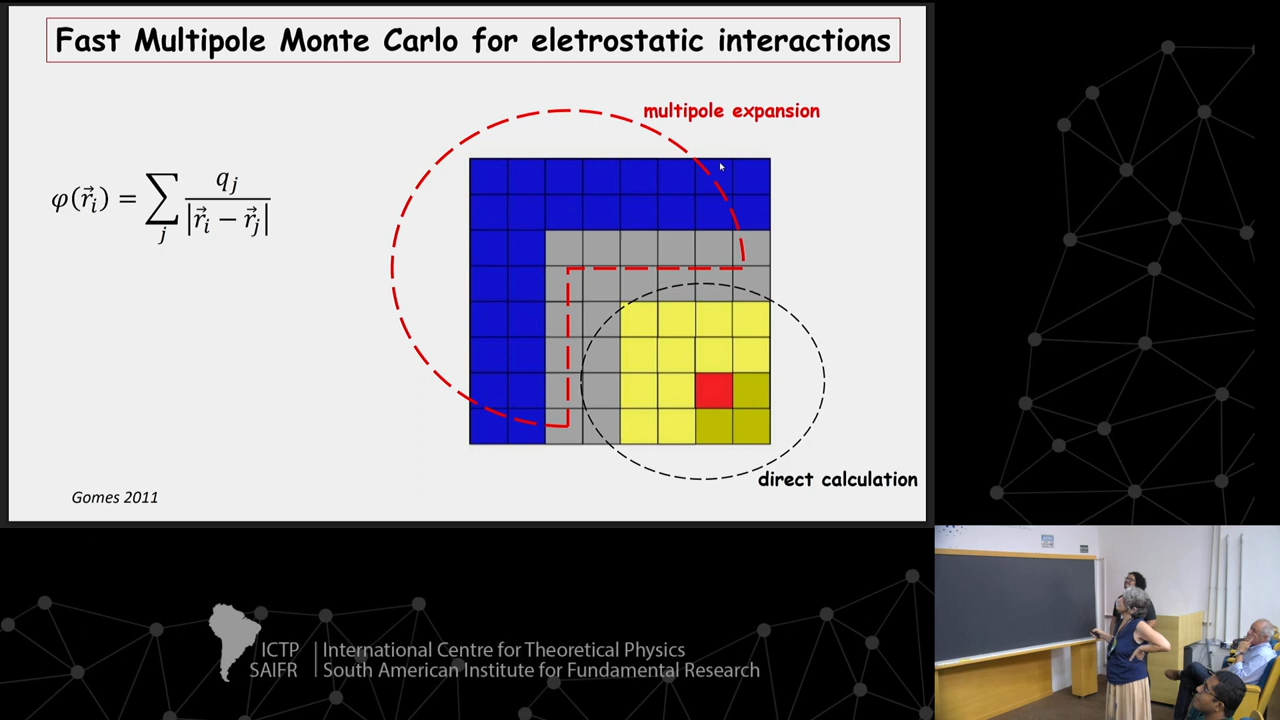 Fast Multipole Monte Carlo for eletrostatic interactions
multipole expansion
φ(r⃗ᵢ) = ∑ⱼ qⱼ / |r⃗ᵢ − r⃗ⱼ|
direct calculation
Gomes 2011
ICTP
SAIFR
International Centre for Theoretical Physics
South American Institute for Fundamental Research